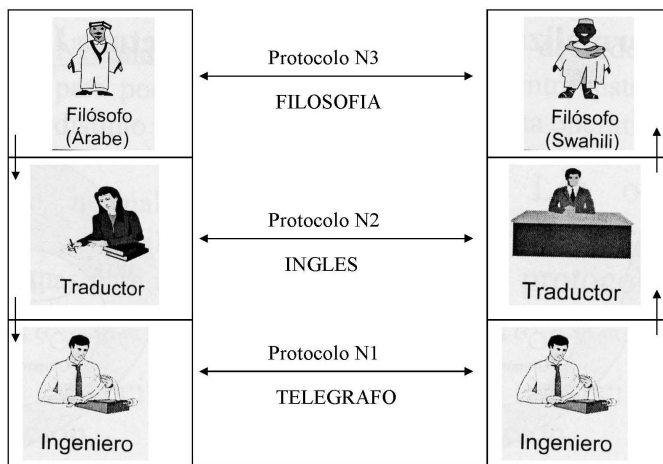 Protocolo N3
FILOSOFIA
Filósofo
(Árabe)
Filósofo
(Swahili)
Protocolo N2
INGLES
Traductor
Traductor
Protocolo N1
TELEGRAFO
Ingeniero
Ingeniero